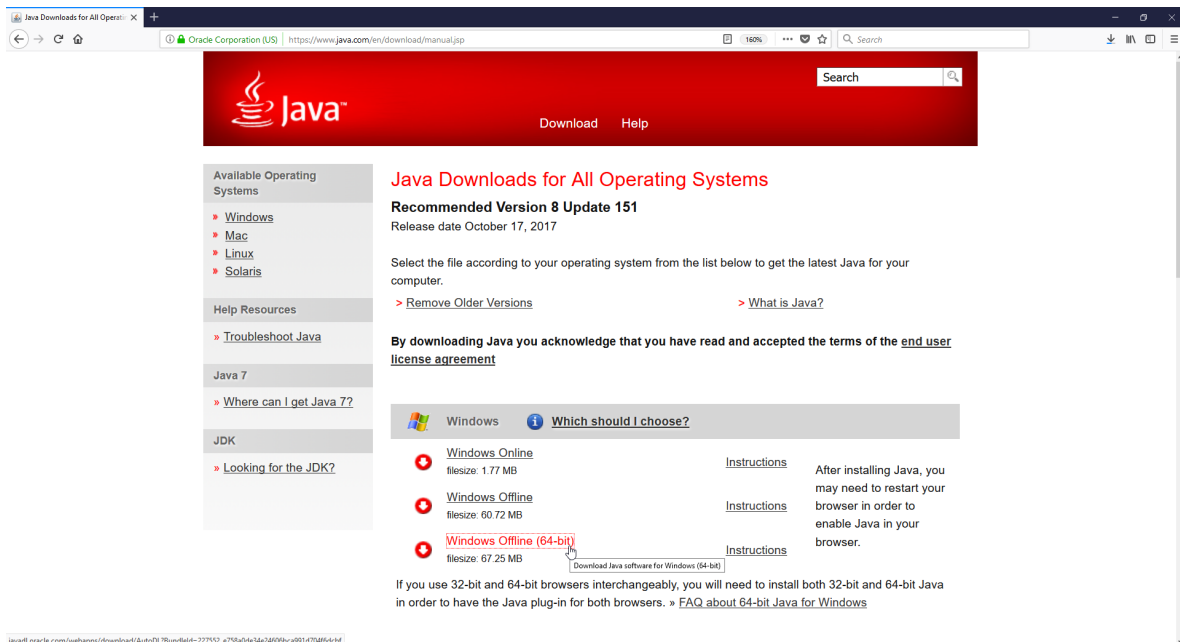 Java Downloads for All Operatin
Oracle Corporation (US)
https://www.java.com/en/download/manual.jsp
160%
Search
Java™
Search
Download
Help
Available Operating
Systems
» Windows
» Mac
» Linux
» Solaris
Help Resources
» Troubleshoot Java
Java 7
» Where can I get Java 7?
JDK
» Looking for the JDK?
Java Downloads for All Operating Systems
Recommended Version 8 Update 151
Release date October 17, 2017
Select the file according to your operating system from the list below to get the latest Java for your
computer.
> Remove Older Versions
> What is Java?
By downloading Java you acknowledge that you have read and accepted the terms of the end user
license agreement
Windows
Which should I choose?
Windows Online
filesize: 1.77 MB
Instructions
Windows Offline
filesize: 60.72 MB
Instructions
Windows Offline (64-bit)
filesize: 67.25 MB
Instructions
Download Java software for Windows (64-bit)
After installing Java, you
may need to restart your
browser in order to
enable Java in your
browser.
If you use 32-bit and 64-bit browsers interchangeably, you will need to install both 32-bit and 64-bit Java
in order to have the Java plug-in for both browsers. » FAQ about 64-bit Java for Windows